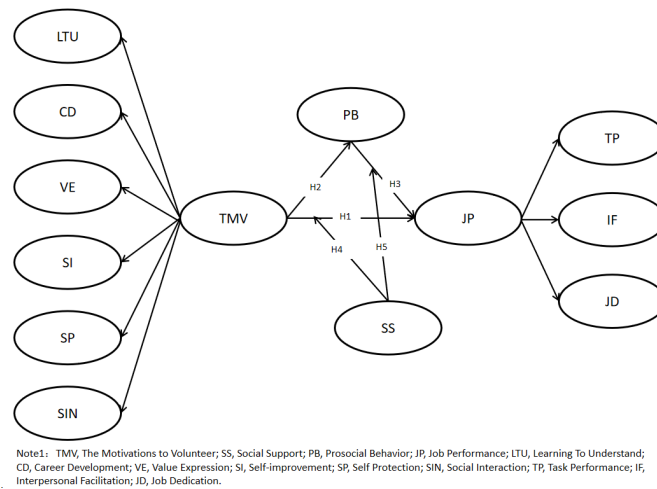 LTU
CD
VE
SI
SP
SIN
TMV
PB
SS
JP
TP
IF
JD
H2
H3
H1
H4
H5
Note1: TMV, The Motivations to Volunteer; SS, Social Support; PB, Prosocial Behavior; JP, Job Performance; LTU, Learning To Understand;
CD, Career Development; VE, Value Expression; SI, Self-improvement; SP, Self Protection; SIN, Social Interaction; TP, Task Performance; IF,
Interpersonal Facilitation; JD, Job Dedication.